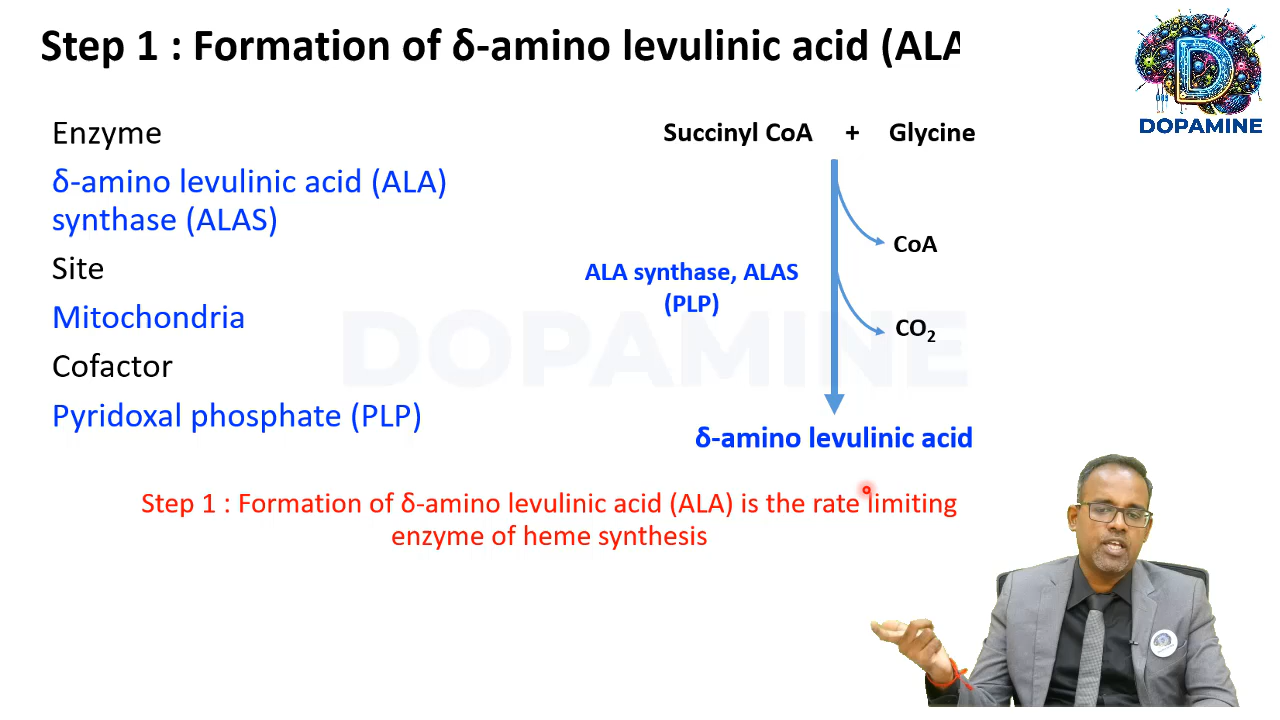 Step 1 : Formation of δ-amino levulinic acid (ALA
DOPAMINE
Enzyme
δ-amino levulinic acid (ALA)
synthase (ALAS)
Site
Mitochondria
Cofactor
Pyridoxal phosphate (PLP)
Succinyl CoA + Glycine
CoA
ALA synthase, ALAS
(PLP)
CO₂
δ-amino levulinic acid
DOPAMINE
Step 1 : Formation of δ-amino levulinic acid (ALA) is the rate limiting
enzyme of heme synthesis